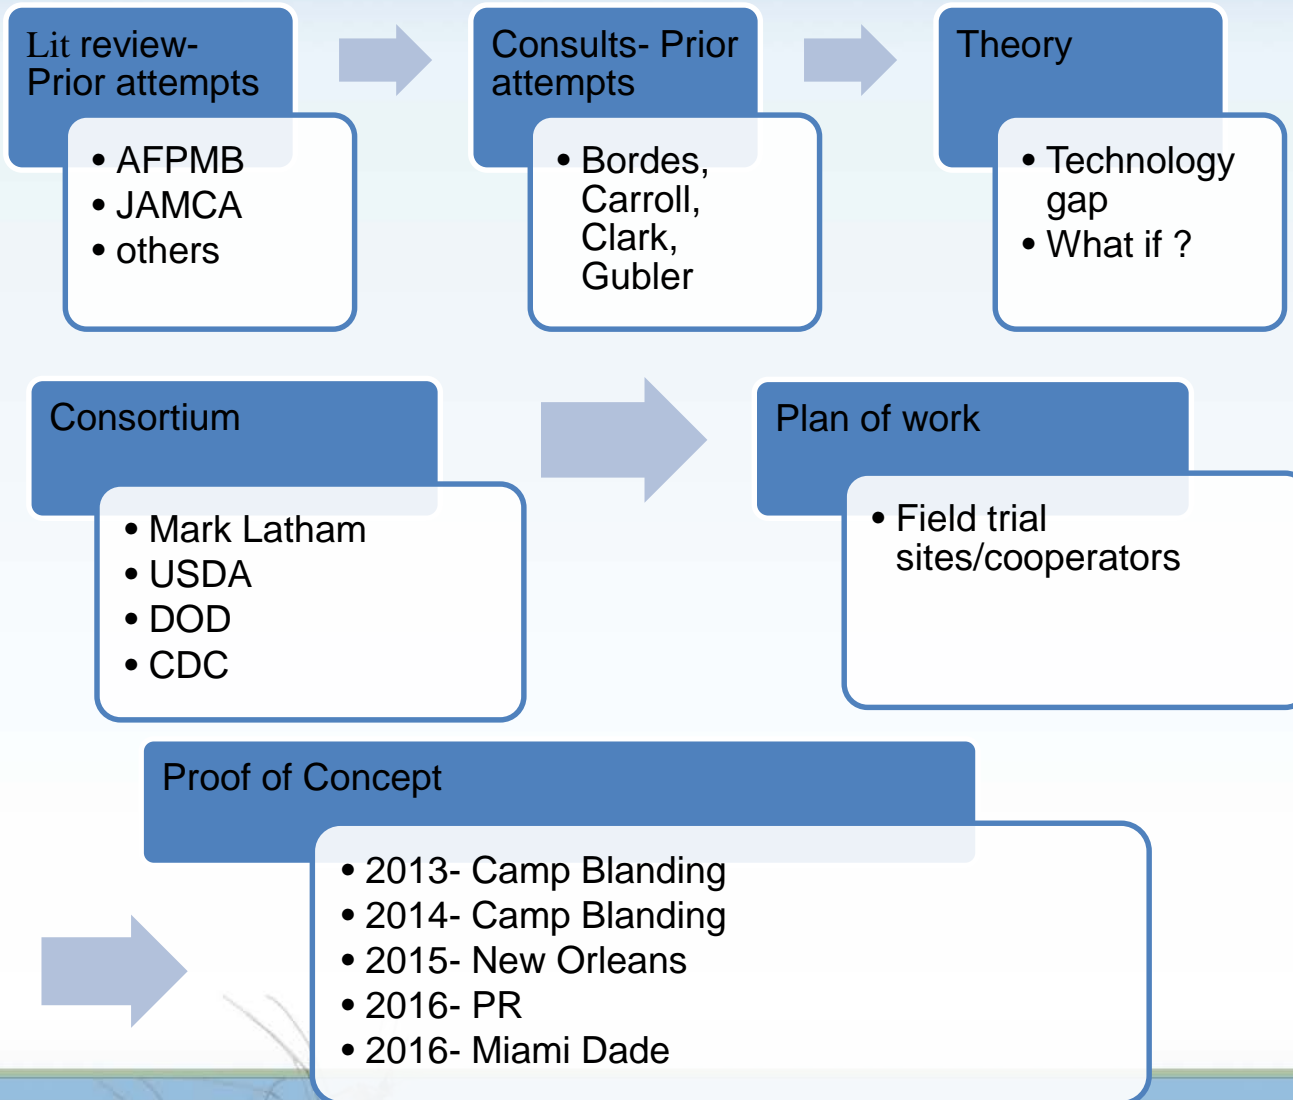 Lit review-
Prior attempts
• AFPMB
• JAMCA
• others
Consults- Prior
attempts
• Bordes,
Carroll,
Clark,
Gubler
Theory
• Technology
gap
• What if ?
Consortium
• Mark Latham
• USDA
• DOD
• CDC
Plan of work
• Field trial
sites/cooperators
Proof of Concept
• 2013- Camp Blanding
• 2014- Camp Blanding
• 2015- New Orleans
• 2016- PR
• 2016- Miami Dade